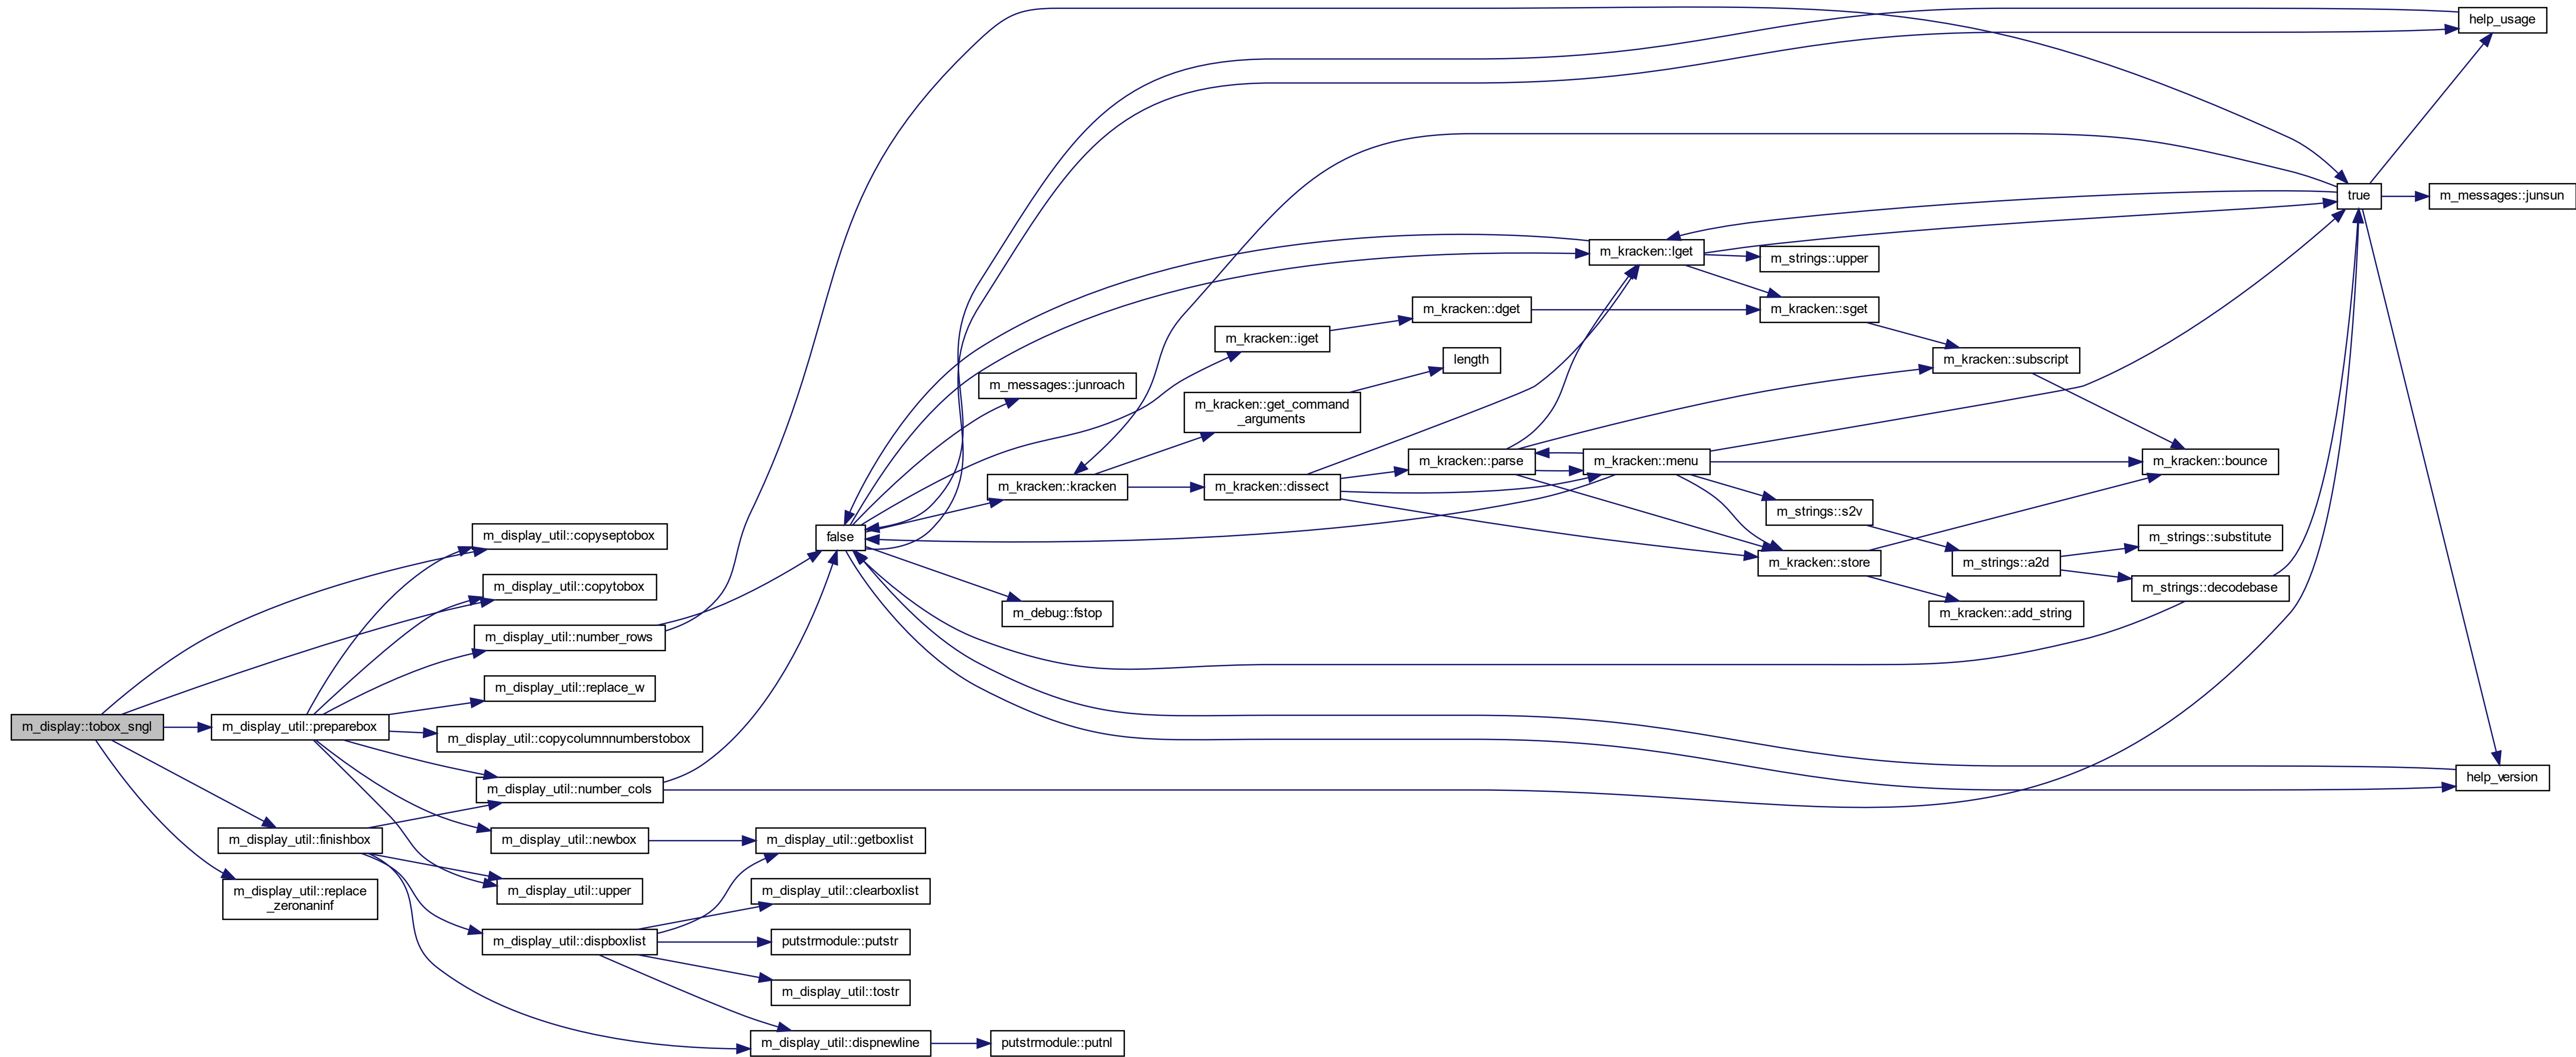 help_usage
true
m_messages::junsun
m_kracken::lget
m_strings::upper
m_kracken::dget
m_kracken::sget
m_kracken::iget
length
m_kracken::subscript
m_messages::junroach
m_kracken::get_command
_arguments
m_kracken::parse
m_kracken::menu
m_kracken::bounce
m_kracken::kracken
m_kracken::dissect
m_strings::s2v
m_display_util::copyseptobox
false
m_strings::substitute
m_kracken::store
m_strings::a2d
m_display_util::copytobox
m_strings::decodebase
m_debug::fstop
m_kracken::add_string
m_display_util::number_rows
m_display_util::replace_w
m_display::tobox_sngl
m_display_util::preparebox
m_display_util::copycolumnnumberstobox
help_version
m_display_util::number_cols
m_display_util::finishbox
m_display_util::newbox
m_display_util::getboxlist
m_display_util::replace
_zeronaninf
m_display_util::upper
m_display_util::clearboxlist
m_display_util::dispboxlist
putstrmodule::putstr
m_display_util::tostr
m_display_util::dispnewline
putstrmodule::putnl